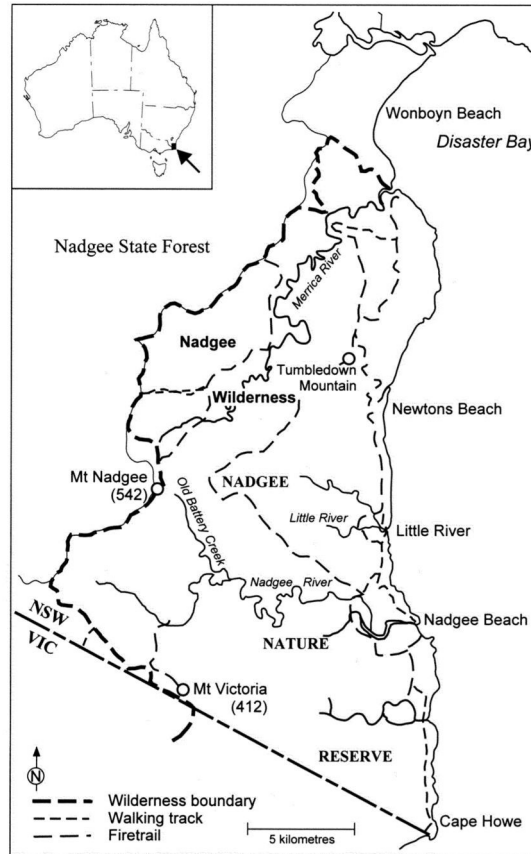 Wonboyn Beach
Disaster Bay
Nadgee State Forest
Merrica River
Nadgee
Tumbledown
Mountain
Wilderness
Newtons Beach
Mt Nadgee
(542)
NADGEE
Old Battery
Creek
Little River
Little River
Nadgee River
NSW
VIC
NATURE
Nadgee Beach
Mt Victoria
(412)
RESERVE
N
Wilderness boundary
Walking track
Firetrail
5 kilometres
Cape Howe